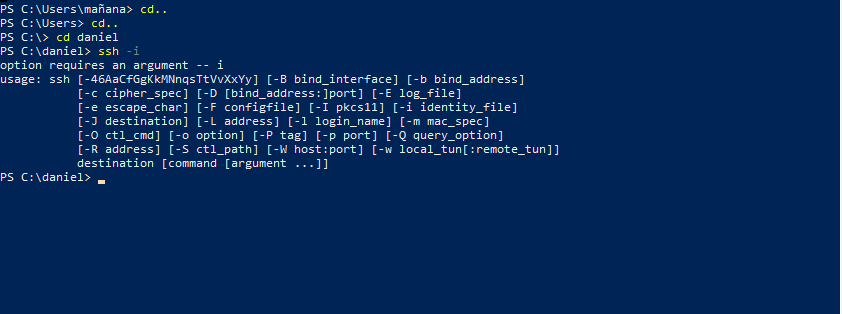 PS C:\Users\mañana> cd..
PS C:\Users> cd..
PS C:\> cd daniel
PS C:\daniel> ssh -i
option requires an argument -- i
usage: ssh [-46AaCfGgKkMNnqsTtVvXxYy] [-B bind_interface] [-b bind_address]
           [-c cipher_spec] [-D [bind_address:]port] [-E log_file]
           [-e escape_char] [-F configfile] [-I pkcs11] [-i identity_file]
           [-J destination] [-L address] [-l login_name] [-m mac_spec]
           [-O ctl_cmd] [-o option] [-P tag] [-p port] [-Q query_option]
           [-R address] [-S ctl_path] [-W host:port] [-w local_tun[:remote_tun]]
           destination [command [argument ...]]
PS C:\daniel>